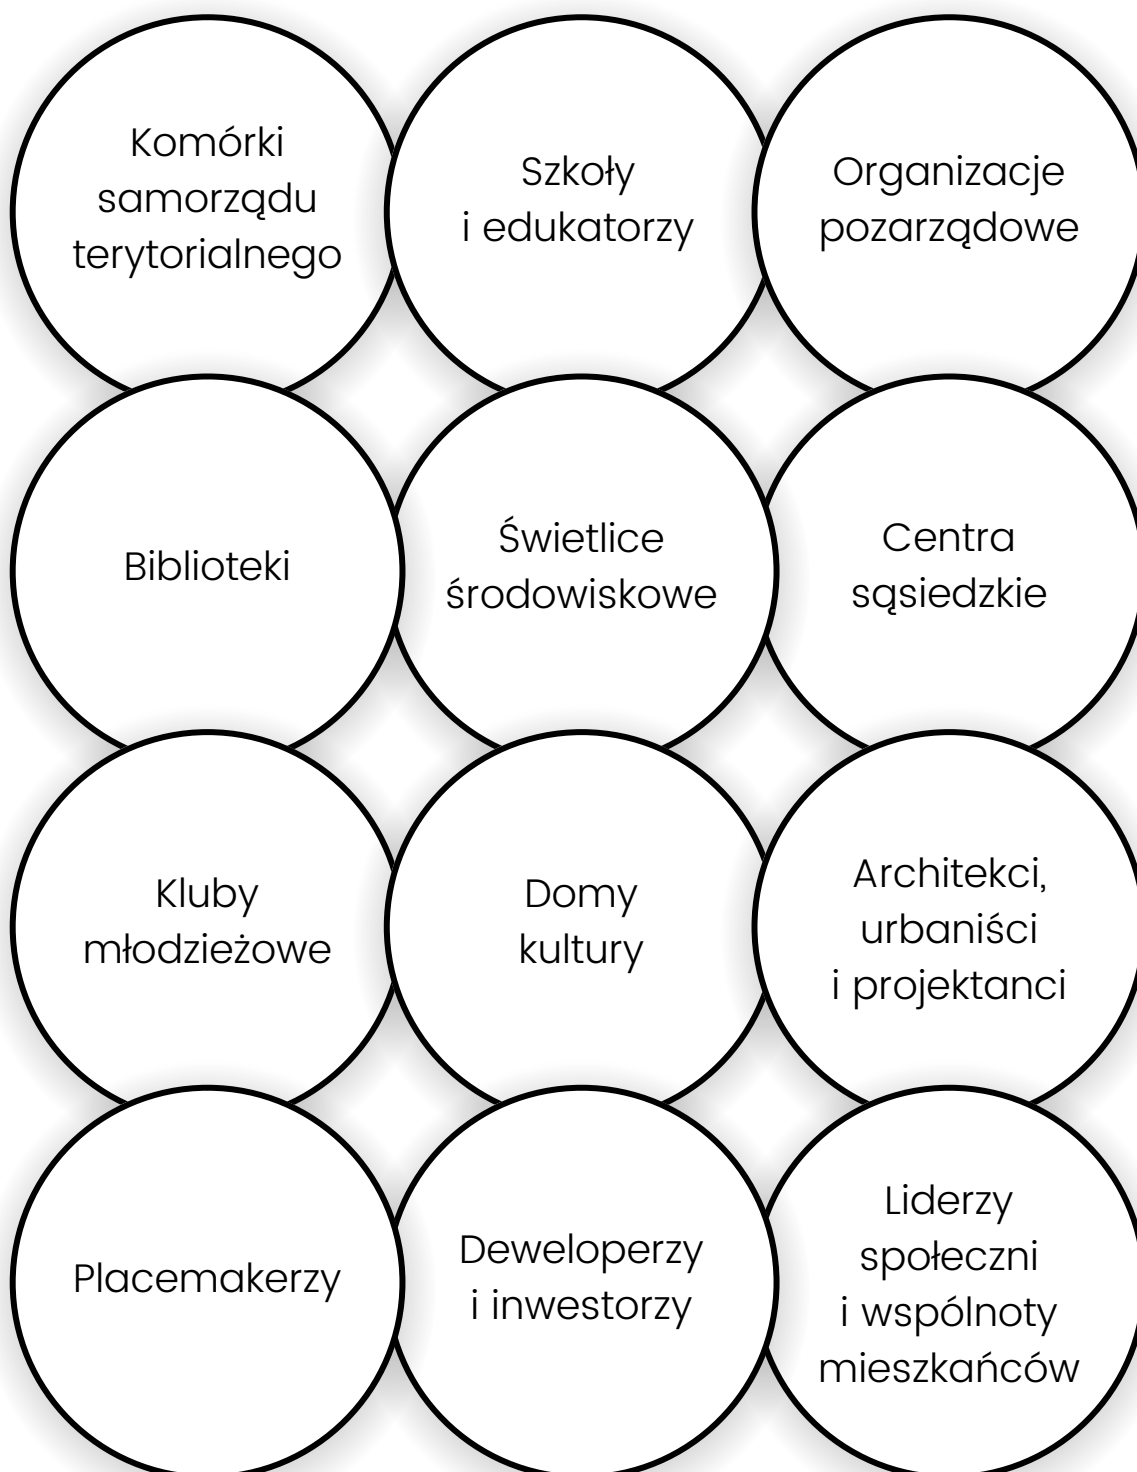 Komórki
samorządu
terytorialnego
Szkoły
i edukatorzy
Organizacje
pozarządowe
Biblioteki
Świetlice
środowiskowe
Centra
sąsiedzkie
Kluby
młodzieżowe
Domy
kultury
Architekci,
urbaniści
i projektanci
Placemakerzy
Deweloperzy
i inwestorzy
Liderzy
społeczni
i wspólnoty
mieszkańców